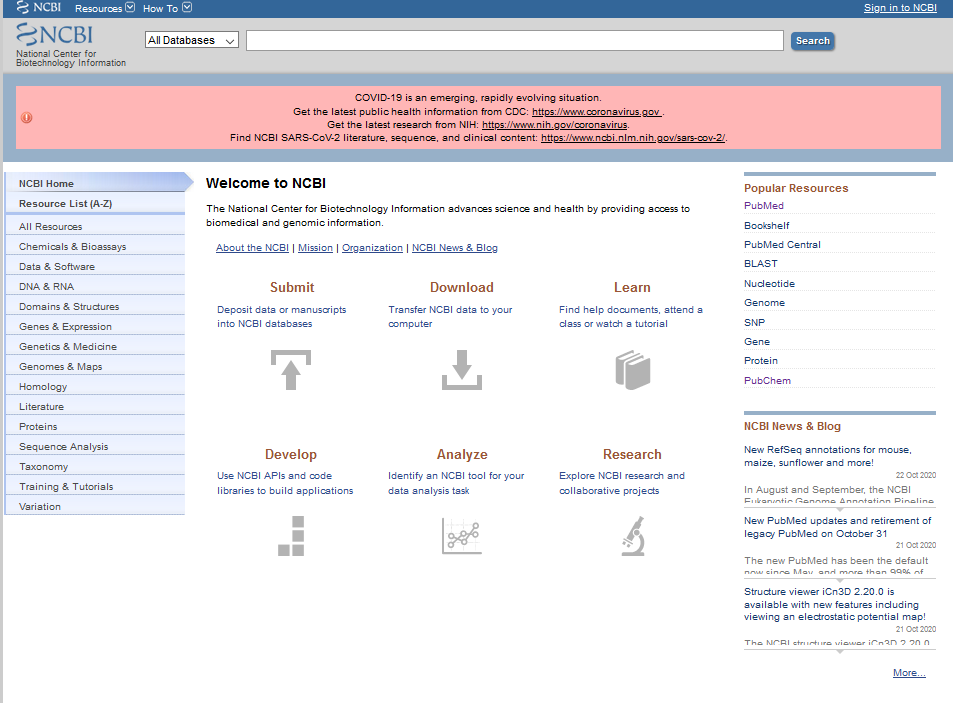 NCBI Resources How To Sign in to NCBI
NCBI
National Center for
Biotechnology Information
All Databases
Search
COVID-19 is an emerging, rapidly evolving situation.
Get the latest public health information from CDC: https://www.coronavirus.gov .
Get the latest research from NIH: https://www.nih.gov/coronavirus.
Find NCBI SARS-CoV-2 literature, sequence, and clinical content: https://www.ncbi.nlm.nih.gov/sars-cov-2/.
NCBI Home
Resource List (A-Z)
All Resources
Chemicals & Bioassays
Data & Software
DNA & RNA
Domains & Structures
Genes & Expression
Genetics & Medicine
Genomes & Maps
Homology
Literature
Proteins
Sequence Analysis
Taxonomy
Training & Tutorials
Variation
Welcome to NCBI
The National Center for Biotechnology Information advances science and health by providing access to
biomedical and genomic information.
About the NCBI | Mission | Organization | NCBI News & Blog
Submit
Deposit data or manuscripts
into NCBI databases
Download
Transfer NCBI data to your
computer
Learn
Find help documents, attend a
class or watch a tutorial
Develop
Use NCBI APIs and code
libraries to build applications
Analyze
Identify an NCBI tool for your
data analysis task
Research
Explore NCBI research and
collaborative projects
Popular Resources
PubMed
Bookshelf
PubMed Central
BLAST
Nucleotide
Genome
SNP
Gene
Protein
PubChem
NCBI News & Blog
New RefSeq annotations for mouse,
maize, sunflower and more!
22 Oct 2020
In August and September, the NCBI
Eukaryotic Genome Annotation Pipeline
New PubMed updates and retirement of
legacy PubMed on October 31
21 Oct 2020
The new PubMed has been the default
now since May, and more than 99% of
Structure viewer iCn3D 2.20.0 is
available with new features including
viewing an electrostatic potential map!
21 Oct 2020
The NCBI structure viewer iCn3D 2.20.0
More...